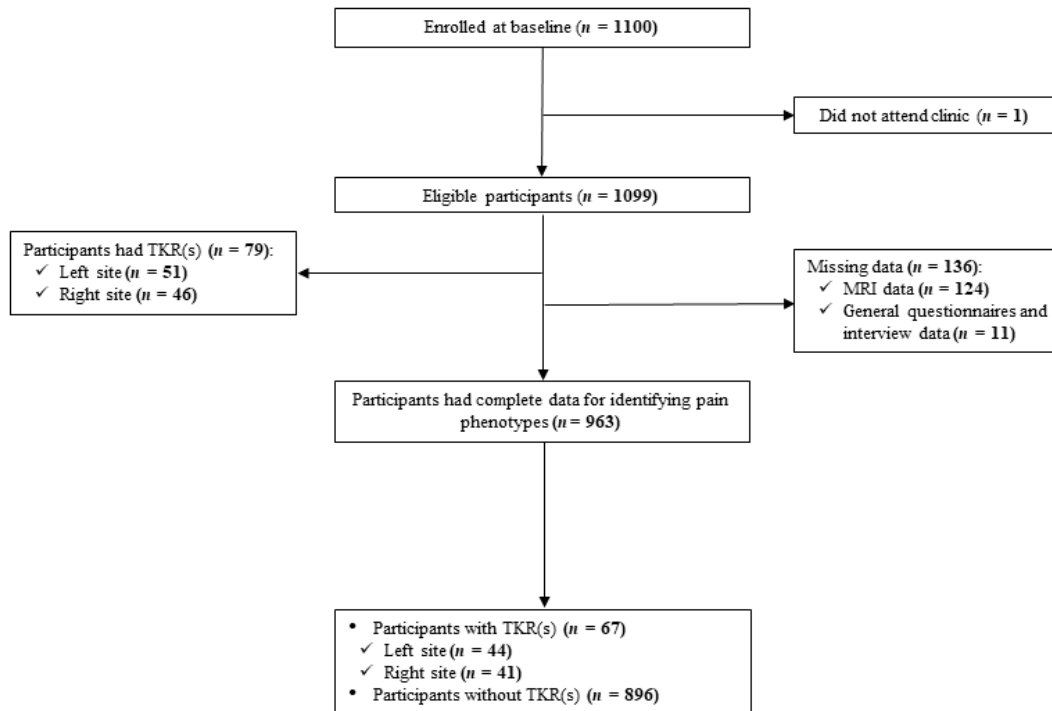 Enrolled at baseline (n = 1100)
Did not attend clinic (n = 1)
Eligible participants (n = 1099)
Participants had TKR(s) (n = 79):
✓ Left site (n = 51)
✓ Right site (n = 46)
Missing data (n = 136):
✓ MRI data (n = 124)
✓ General questionnaires and
interview data (n = 11)
Participants had complete data for identifying pain
phenotypes (n = 963)
• Participants with TKR(s) (n = 67)
✓ Left site (n = 44)
✓ Right site (n = 41)
• Participants without TKR(s) (n = 896)